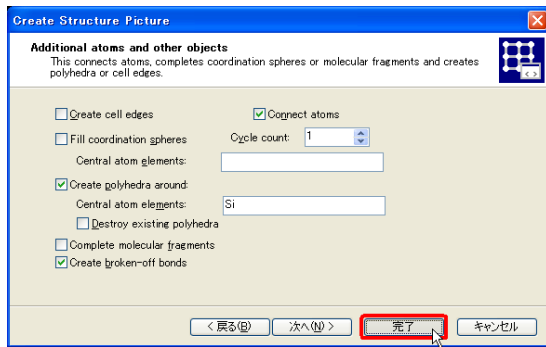 Create Structure Picture
Additional atoms and other objects
This connects atoms, completes coordination spheres or molecular fragments and creates
polyhedra or cell edges.
Create cell edges
Connect atoms
Fill coordination spheres
Cycle count: 1
Central atom elements:
Create polyhedra around:
Central atom elements: Si
Destroy existing polyhedra
Complete molecular fragments
Create broken-off bonds
< 戻る(B) 次へ(N) > 完了 キャンセル